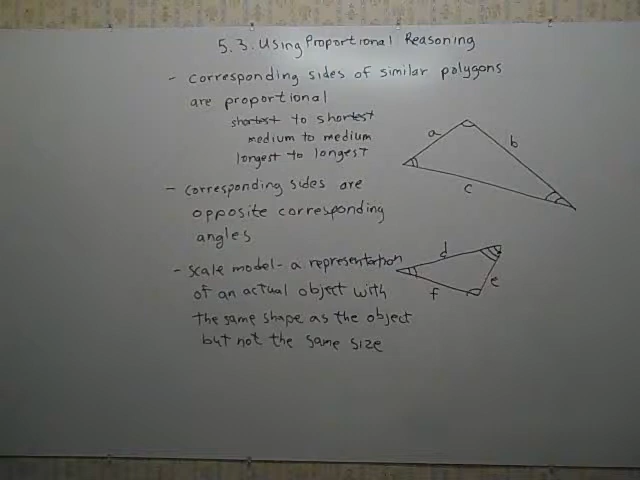 5.3. Using Proportional Reasoning
- corresponding sides of similar polygons
are proportional
shortest to shortest
medium to medium
longest to longest
- corresponding sides are
opposite corresponding
angles
- scale model - a representation
of an actual object with
the same shape as the object
but not the same size
a
b
c
d
e
f